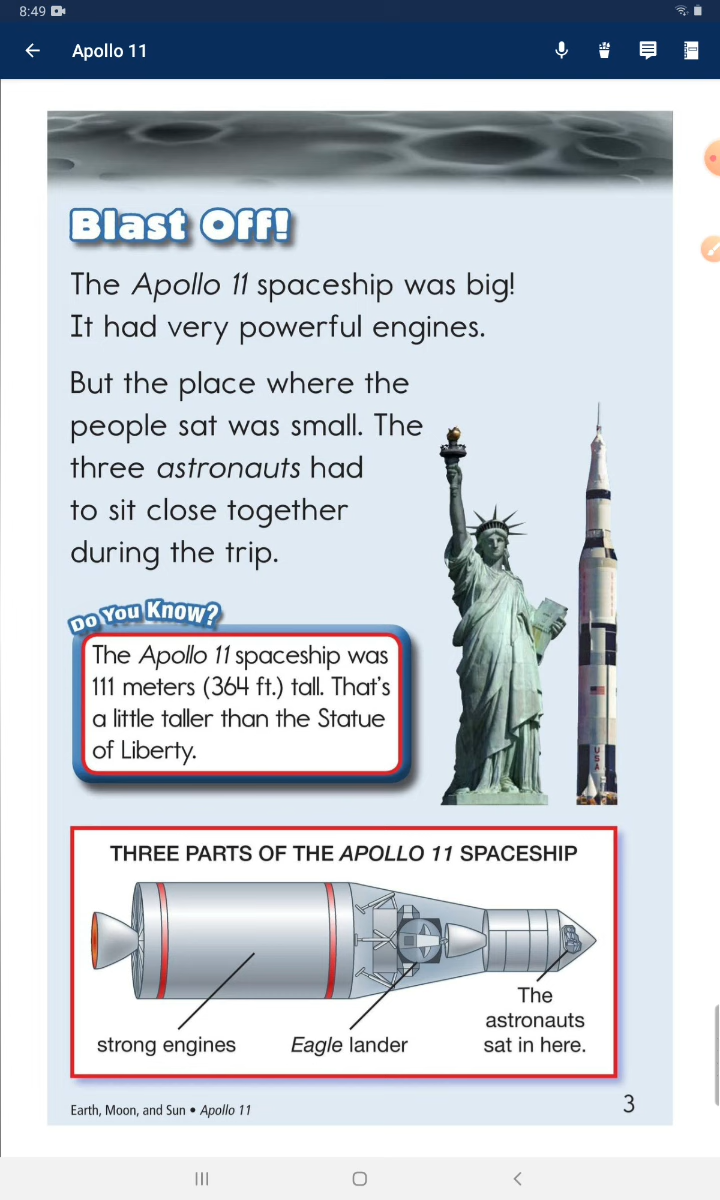 8:49
Apollo 11
Blast Off!
The Apollo 11 spaceship was big!
It had very powerful engines.
But the place where the
people sat was small. The
three astronauts had
to sit close together
during the trip.
Do You Know?
The Apollo 11 spaceship was
111 meters (364 ft.) tall. That's
a little taller than the Statue
of Liberty.
USA
THREE PARTS OF THE APOLLO 11 SPACESHIP
strong engines
Eagle lander
The
astronauts
sat in here.
Earth, Moon, and Sun • Apollo 11
3